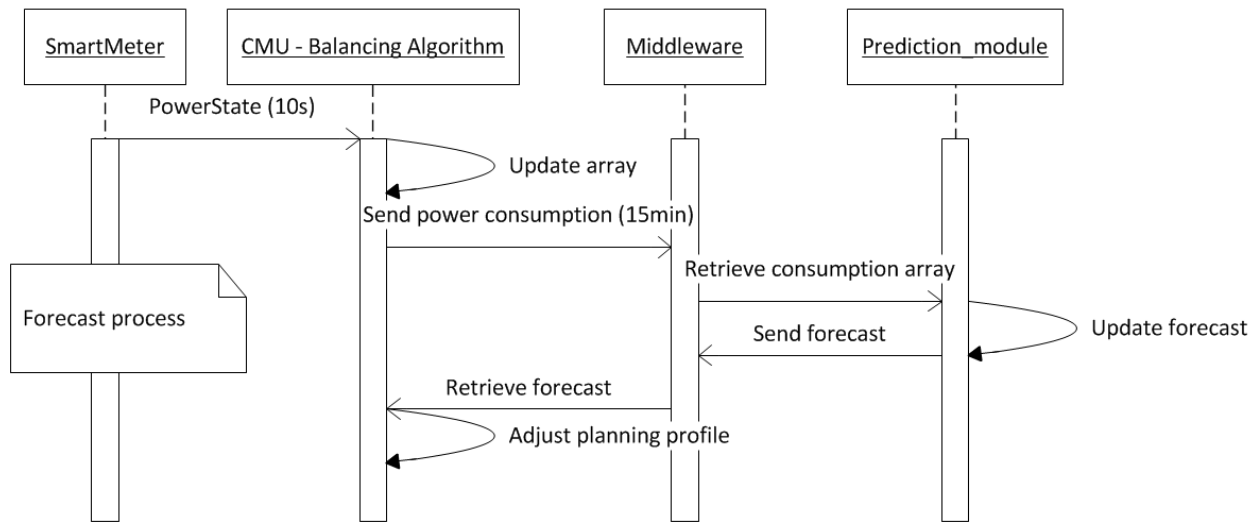 SmartMeter
CMU - Balancing Algorithm
Middleware
Prediction_module
PowerState (10s)
Update array
Send power consumption (15min)
Retrieve consumption array
Forecast process
Send forecast
Update forecast
Retrieve forecast
Adjust planning profile